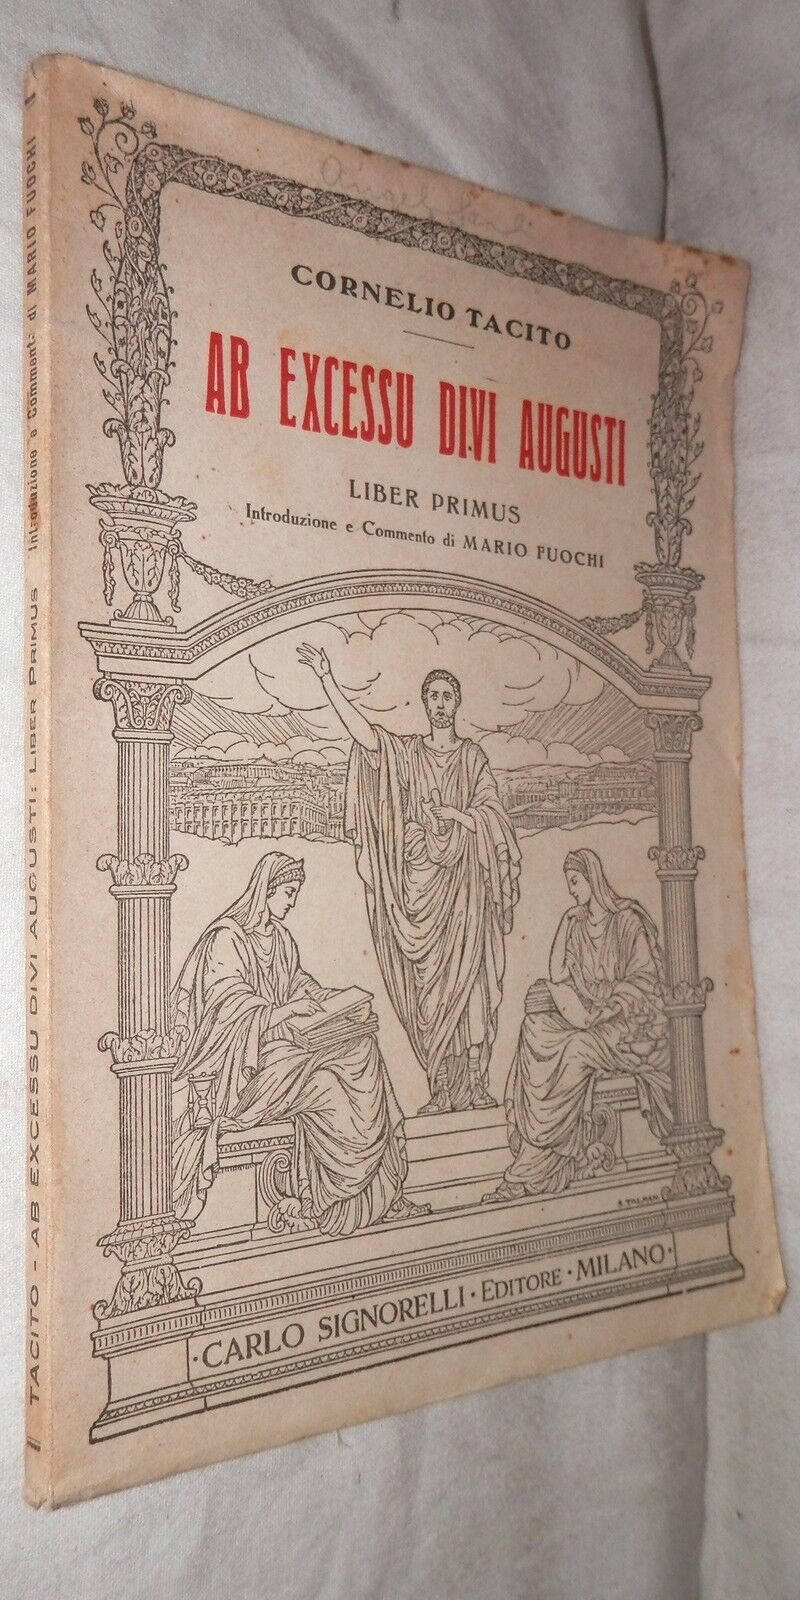 CORNELIO TACITO
AB EXCESSU DIVI AUGUSTI
LIBER PRIMUS
Introduzione e Commento di MARIO FUOCHI
·CARLO SIGNORELLI·EDITORE·MILANO·
TACITO - AB EXCESSU DIVI AUGUSTI: LIBER PRIMUS Introduzione e Comment: di MARIO FUOCHI